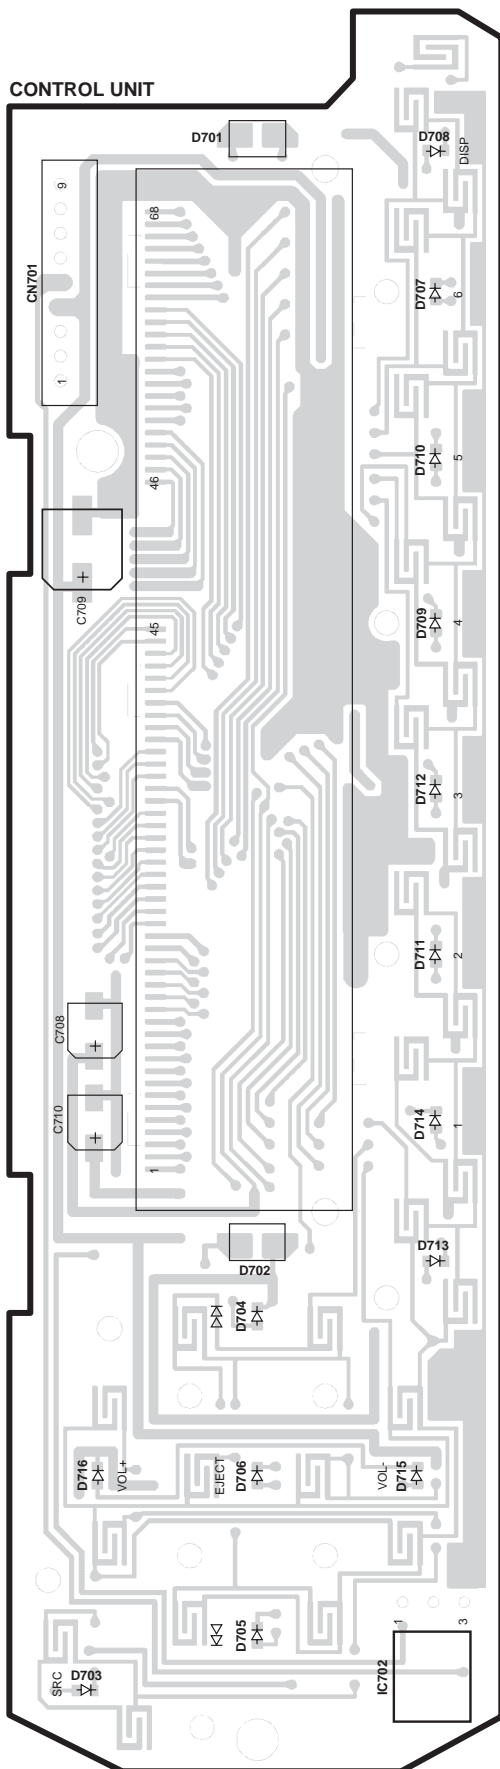 CONTROL UNIT
D701
D708
DISP
9
68
CN701
D707
6
1
D710
5
46
C709
45
D709
4
D712
3
D711
2
C708
C710
D714
1
1
D713
D702
D704
D716
VOL+
EJECT
D706
VOL-
D715
D705
SRC
D703
IC702
1
3